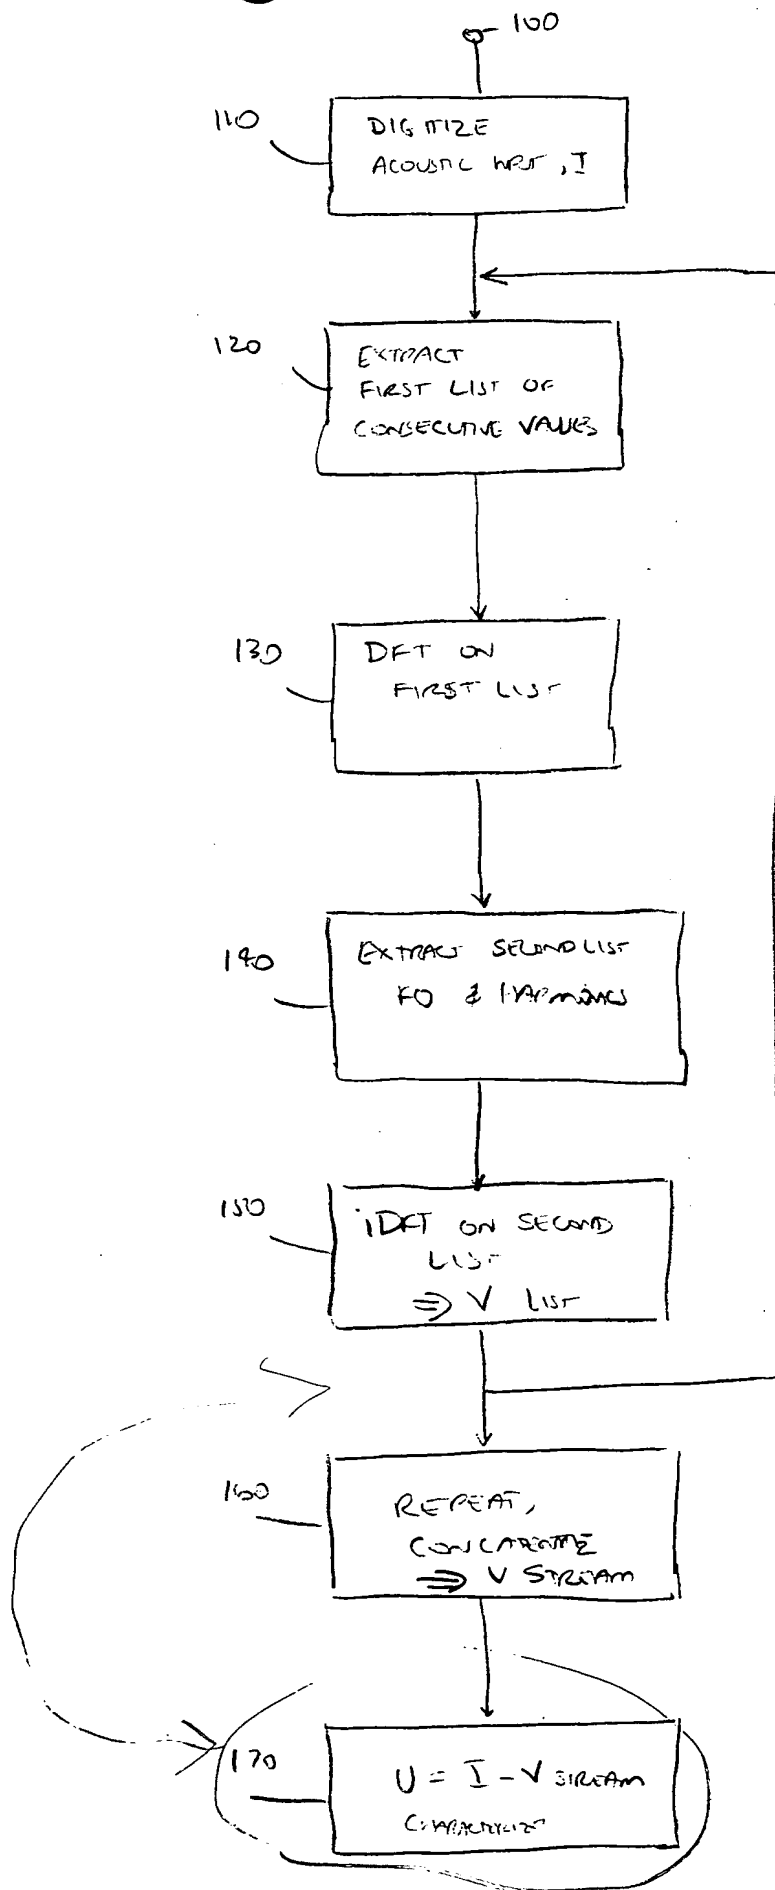 100
110
DIGITIZE
ACOUSTIC INPUT, I
120
EXTRACT
FIRST LIST OF
CONSECUTIVE VALUES
130
DFT ON
FIRST LIST
140
EXTRACT SECOND LIST
F0 & HARMONICS
150
iDFT ON SECOND
LIST
⇒ V LIST
160
REPEAT,
CONCATENATE
⇒ V STREAM
170
U = I - V STREAM